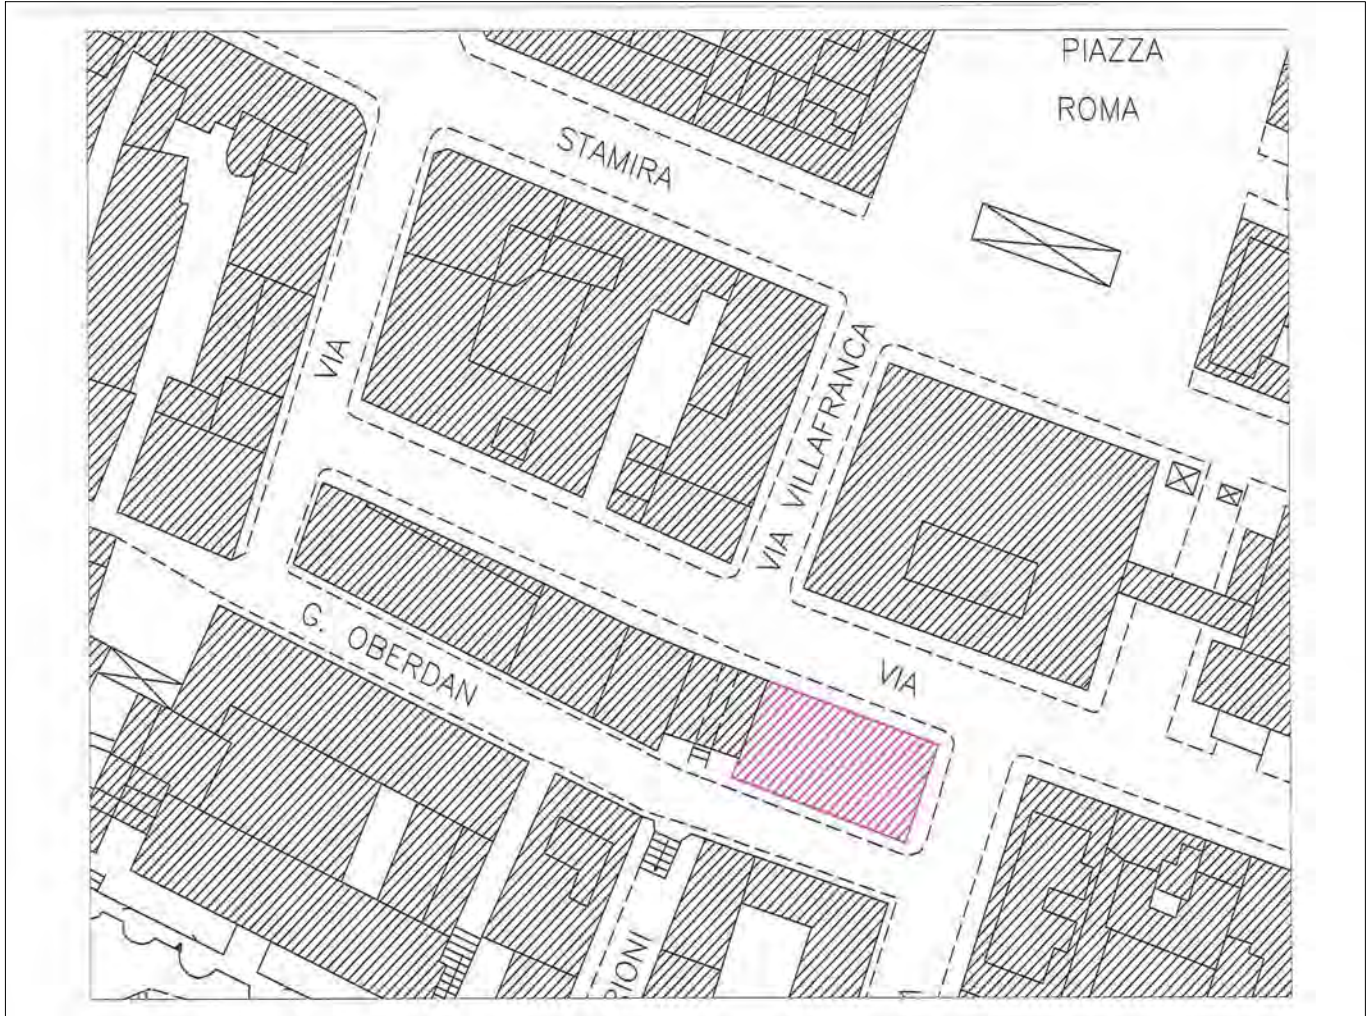 PIAZZA
ROMA
STAMIRA
VIA
VIA VILLAFRANCA
G. OBERDAN
VIA
PIONI